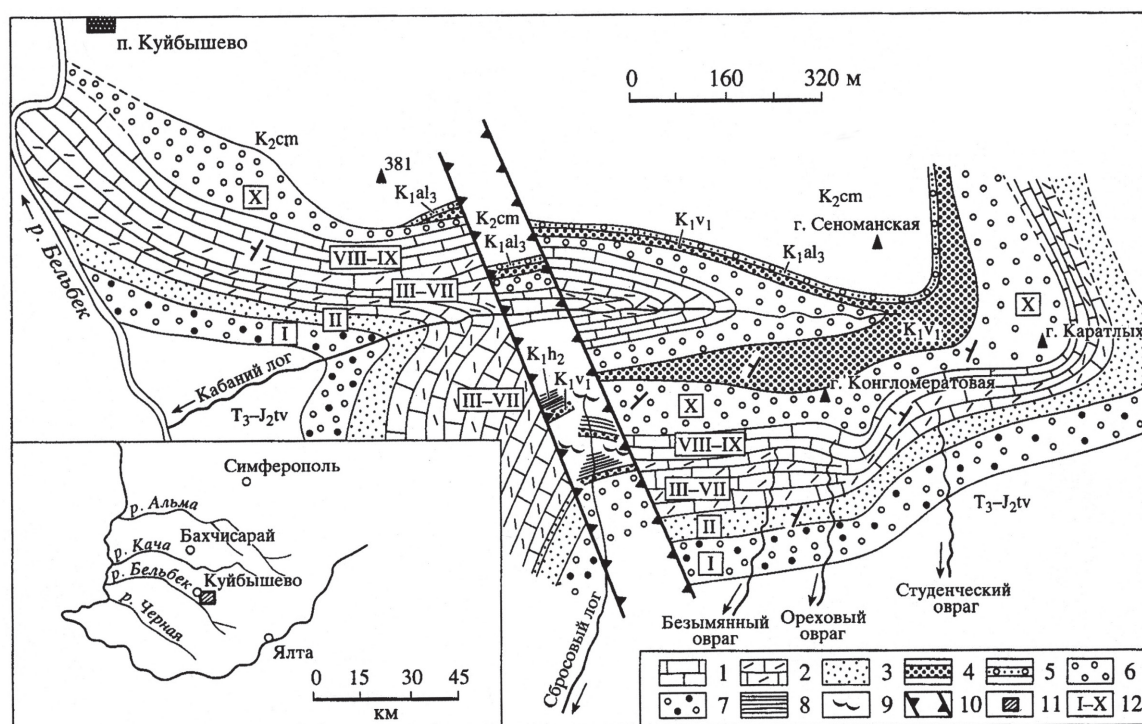 п. Куйбышево
0 160 320 м
K₂cm
381
K₁al₃
K₂cm
г. Сеноманская
X
K₂cm
K₁al₃
K₁v₁
K₁al₃
р. Бельбек
VIII–IX
III–VII
II
I
X
г. Каратлых
K₁v₁
Кабаний лог
K₁h₂
K₁v₁
г. Конгломератовая
T₃–J₂tv
III–VII
X
VIII–IX
III–VII
II
I
T₃–J₂tv
Симферополь
р. Альма
Бахчисарай
р. Кача
Куйбышево
р. Бельбек
р. Черная
Ялта
0 15 30 45
км
Сбросовый лог
Безымянный
овраг
Ореховый
овраг
Студенческий
овраг
1 2 3 4 5 6
7 8 9 10 11 I–X 12